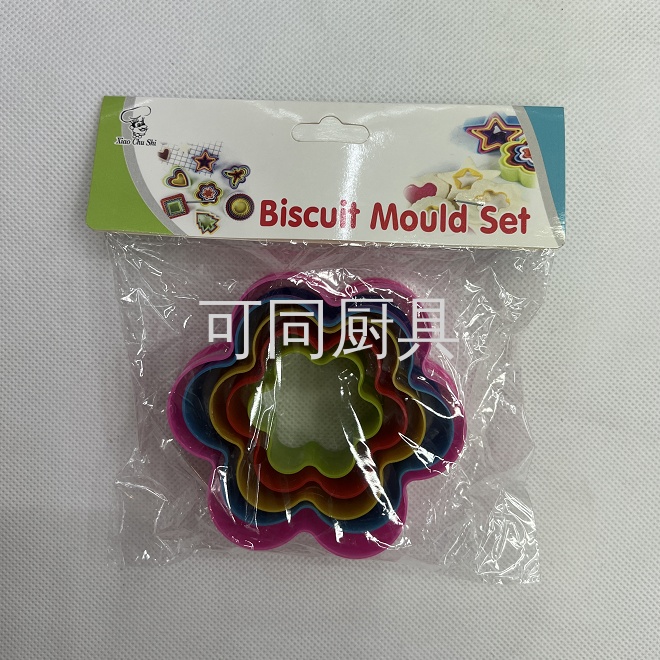 Xiao Chu Shi
Biscuit Mould Set
可同厨具